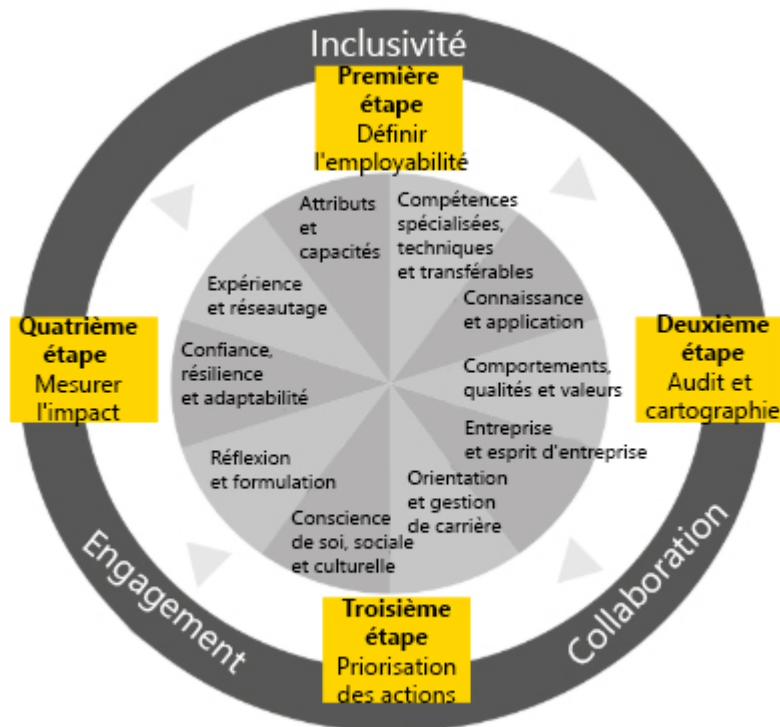 Inclusivité
Première
étape
Définir
l'employabilité
Attributs
et
capacités
Compétences
spécialisées,
techniques
et transférables
Expérience
et réseautage
Connaissance
et application
Quatrième
étape
Mesurer
l'impact
Confiance,
résilience
et adaptabilité
Comportements,
qualités et valeurs
Deuxième
étape
Audit et
cartographie
Réflexion
et formulation
Entreprise
et esprit d'entreprise
Conscience
de soi, sociale
et culturelle
Orientation
et gestion
de carrière
Engagement
Troisième
étape
Priorisation
des actions
Collaboration